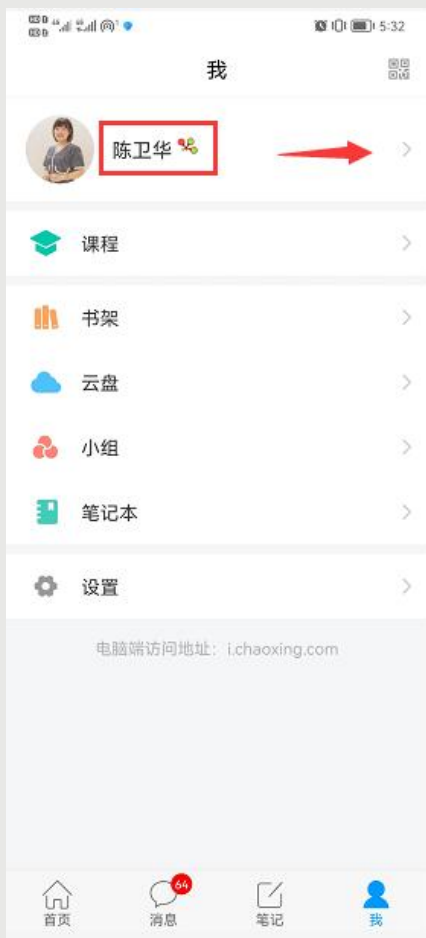 5:32
我
陈卫华
课程
书架
云盘
小组
笔记本
设置
电脑端访问地址：i.chaoxing.com
64
首页
消息
笔记
我